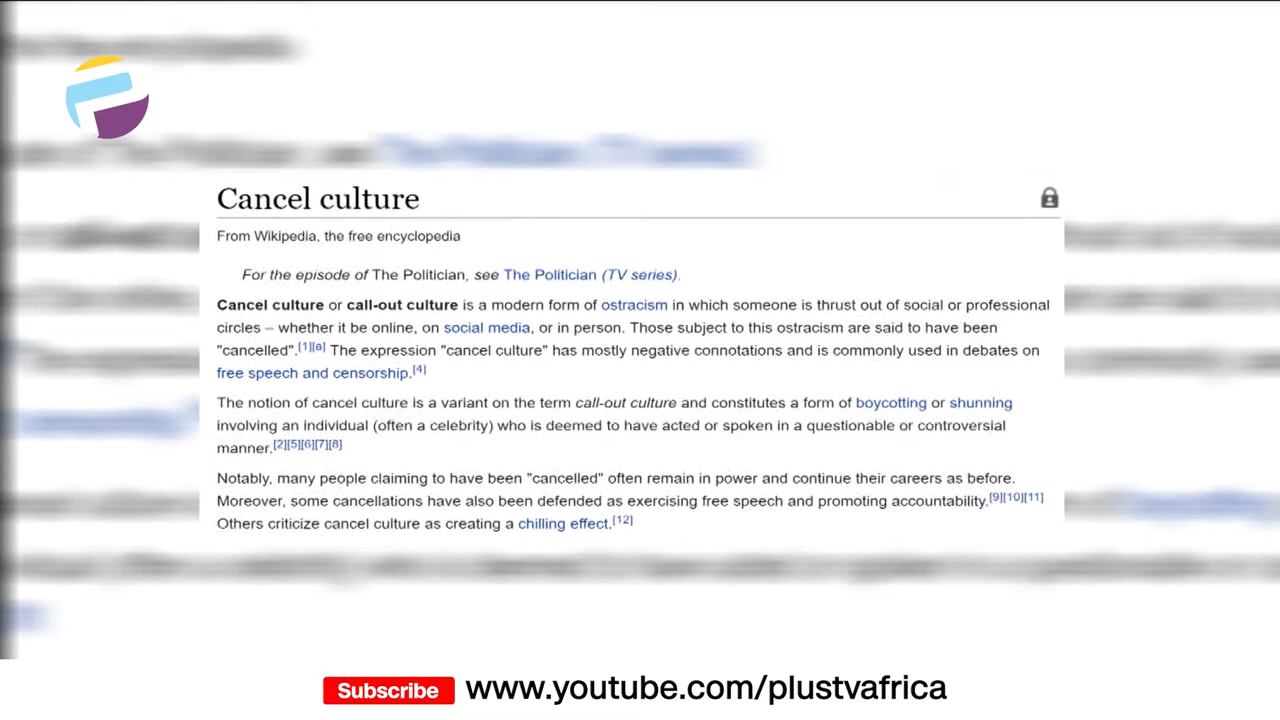 Cancel culture
From Wikipedia, the free encyclopedia
For the episode of The Politician, see The Politician (TV series).
Cancel culture or call-out culture is a modern form of ostracism in which someone is thrust out of social or professional
circles – whether it be online, on social media, or in person. Those subject to this ostracism are said to have been
"cancelled".[1][a] The expression "cancel culture" has mostly negative connotations and is commonly used in debates on
free speech and censorship.[4]
The notion of cancel culture is a variant on the term call-out culture and constitutes a form of boycotting or shunning
involving an individual (often a celebrity) who is deemed to have acted or spoken in a questionable or controversial
manner.[2][5][6][7][8]
Notably, many people claiming to have been "cancelled" often remain in power and continue their careers as before.
Moreover, some cancellations have also been defended as exercising free speech and promoting accountability.[9][10][11]
Others criticize cancel culture as creating a chilling effect.[12]
Subscribe www.youtube.com/plustvafrica